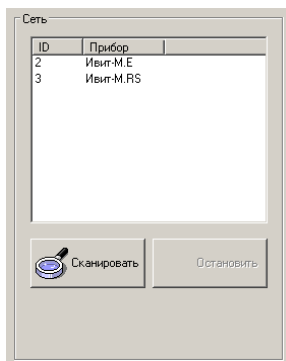 Сеть
ID Прибор
2 Ивит-М.E
3 Ивит-М.RS
Сканировать Остановить